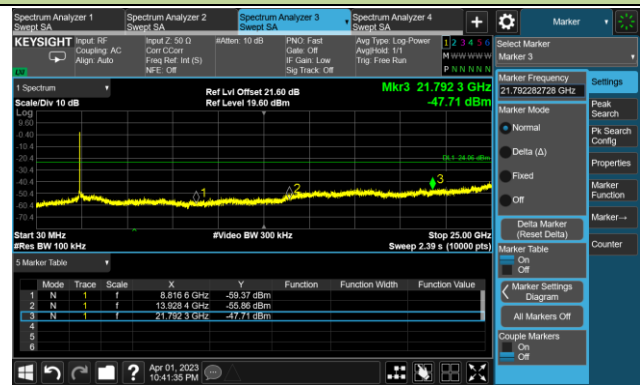 Spectrum Analyzer 1
Swept SA
Spectrum Analyzer 2
Swept SA
Spectrum Analyzer 3
Swept SA
Spectrum Analyzer 4
Swept SA
+
Marker
KEYSIGHT
Input: RF
Coupling: AC
Align: Auto
Input Z: 50 Ω
Corr CCorr
Freq Ref: Int (S)
NFE: Off
#Atten: 10 dB
PNO: Fast
Gate: Off
IF Gain: Low
Sig Track: Off
Avg Type: Log-Power
Avg|Hold: 1/1
Trig: Free Run
1 2 3 4 5 6
M W W W W W
P N N N N N
Select Marker
Marker 3
1 Spectrum
Scale/Div 10 dB
Ref Lvl Offset 21.60 dB
Ref Level 19.60 dBm
Mkr3 21.792 3 GHz
-47.71 dBm
Log
9.60
-0.40
-10.4
-20.4
-30.4
-40.4
-50.4
-60.4
-70.4
DL1 -24.06 dBm
1
2
3
Start 30 MHz
#Res BW 100 kHz
#Video BW 300 kHz
Stop 25.00 GHz
Sweep 2.39 s (10000 pts)
5 Marker Table
Mode Trace Scale X Y Function Function Width Function Value
1 N 1 f 8.816 6 GHz -59.37 dBm
2 N 1 f 13.928 4 GHz -55.86 dBm
3 N 1 f 21.792 3 GHz -47.71 dBm
4
5
6
Marker Frequency
21.792282728 GHz
Marker Mode
Normal
Delta (Δ)
Fixed
Off
Delta Marker
(Reset Delta)
Marker Table
On
Off
Marker Settings
Diagram
All Markers Off
Couple Markers
On
Off
Settings
Peak
Search
Pk Search
Config
Properties
Marker
Function
Marker→
Counter
?
Apr 01, 2023
10:41:35 PM